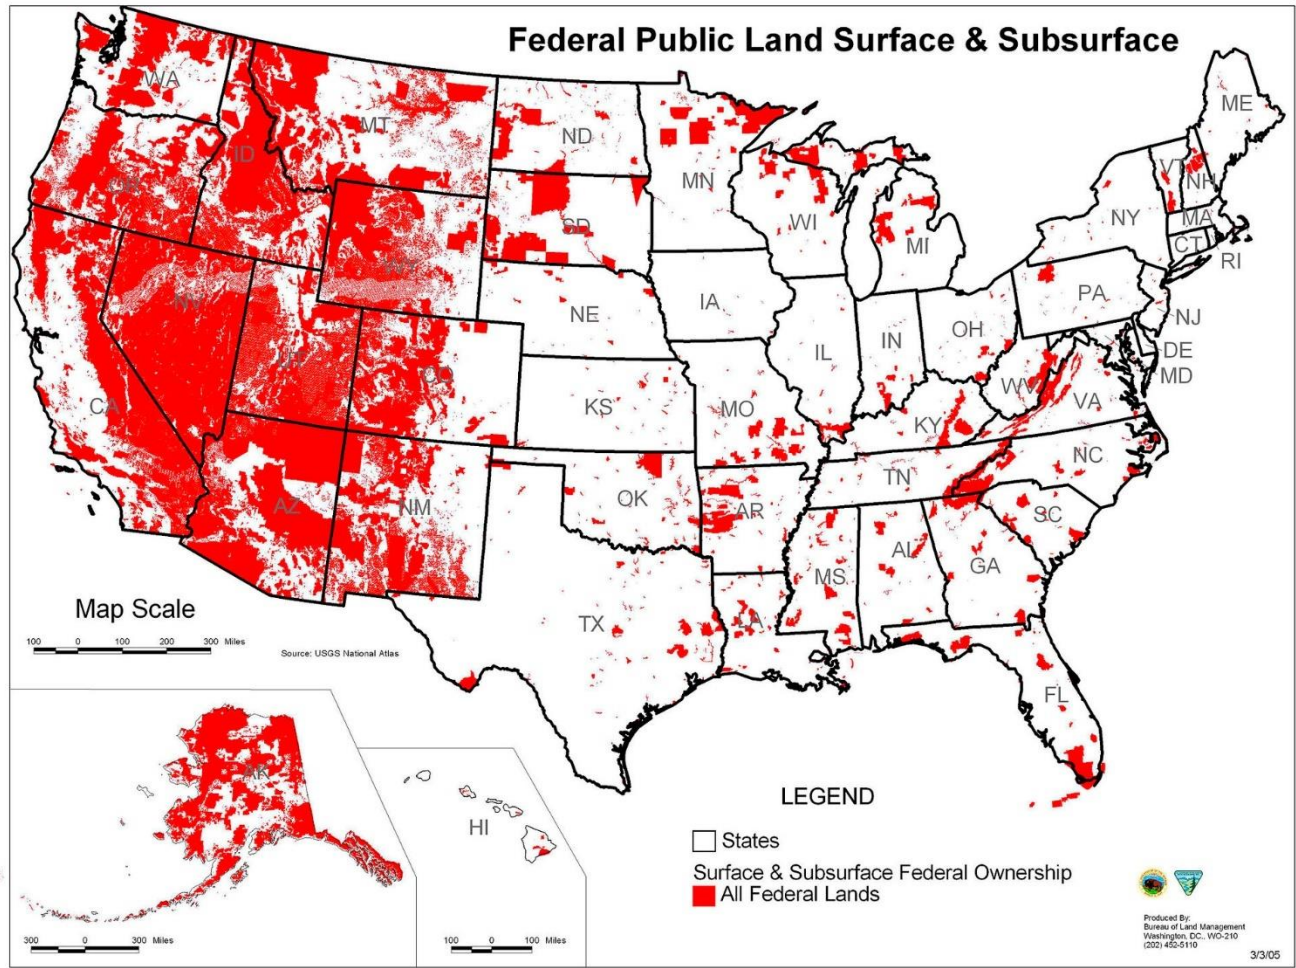 Federal Public Land Surface & Subsurface
WA
MT
ND
MN
ME
ID
OR
SD
WI
MI
VT
NH
NY
MA
CT
RI
WY
NV
NE
IA
PA
NJ
UT
CO
IL
IN
OH
DE
MD
WV
VA
CA
KS
MO
KY
AZ
NM
OK
AR
TN
NC
SC
MS
AL
GA
TX
LA
FL
Map Scale
100 0 100 200 300 Miles
Source: USGS National Atlas
AK
300 0 300 Miles
HI
100 0 100 Miles
LEGEND
States
Surface & Subsurface Federal Ownership
All Federal Lands
Produced By:
Bureau of Land Management
Washington, DC., WO-210
(202) 452-5110
3/3/05